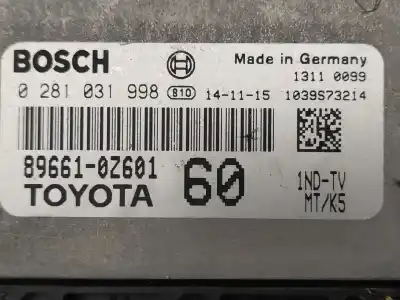 BOSCH
Made in Germany
1311 0099
0 281 031 998 810 14-11-15 1039S73214
89661-0Z601
TOYOTA
60
1ND-TV
MT/K5